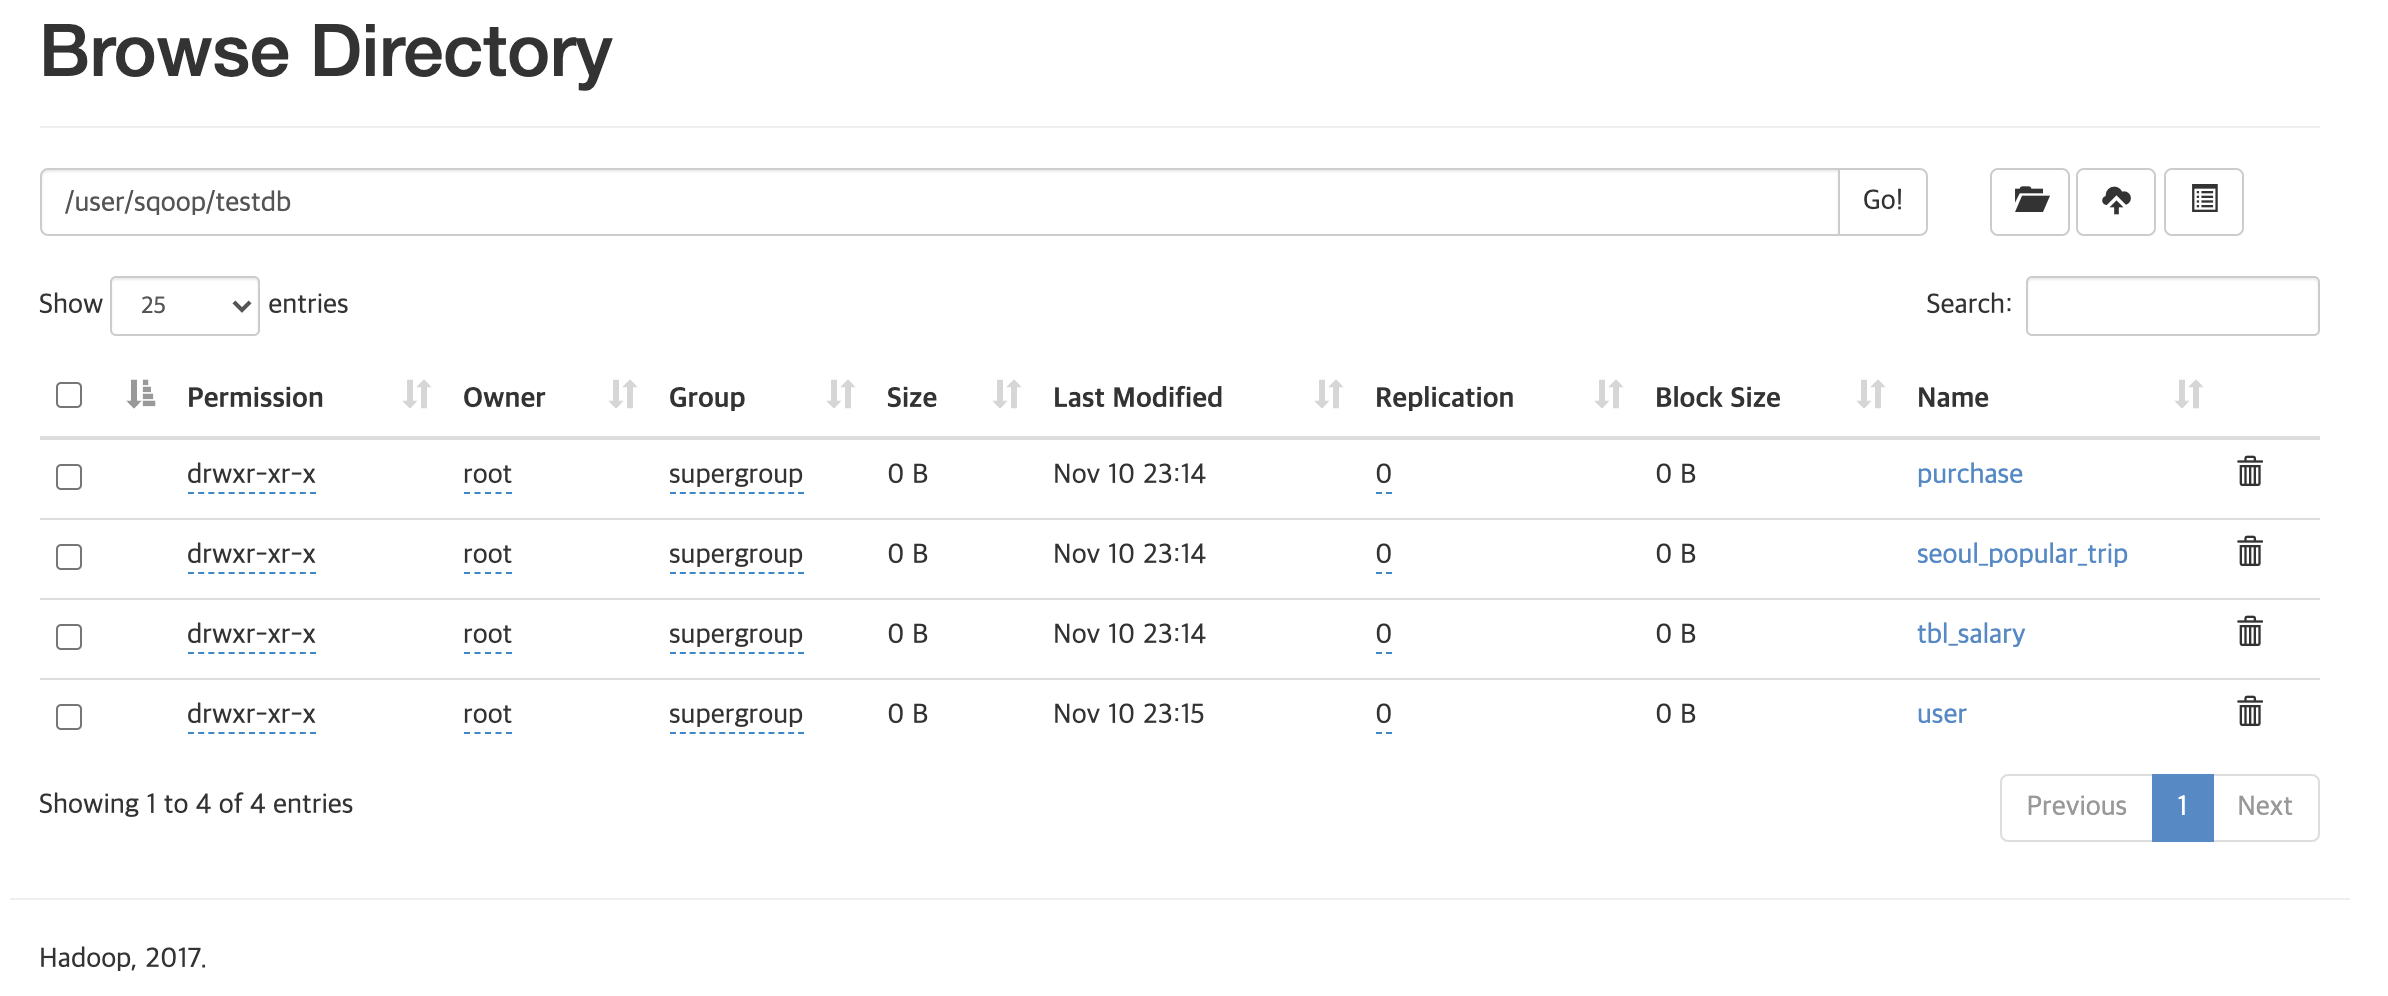 Browse Directory
/user/sqoop/testdb Go!
Show 25 entries Search:
Permission Owner Group Size Last Modified Replication Block Size Name
drwxr-xr-x root supergroup 0 B Nov 10 23:14 0 0 B purchase
drwxr-xr-x root supergroup 0 B Nov 10 23:14 0 0 B seoul_popular_trip
drwxr-xr-x root supergroup 0 B Nov 10 23:14 0 0 B tbl_salary
drwxr-xr-x root supergroup 0 B Nov 10 23:15 0 0 B user
Showing 1 to 4 of 4 entries Previous 1 Next
Hadoop, 2017.